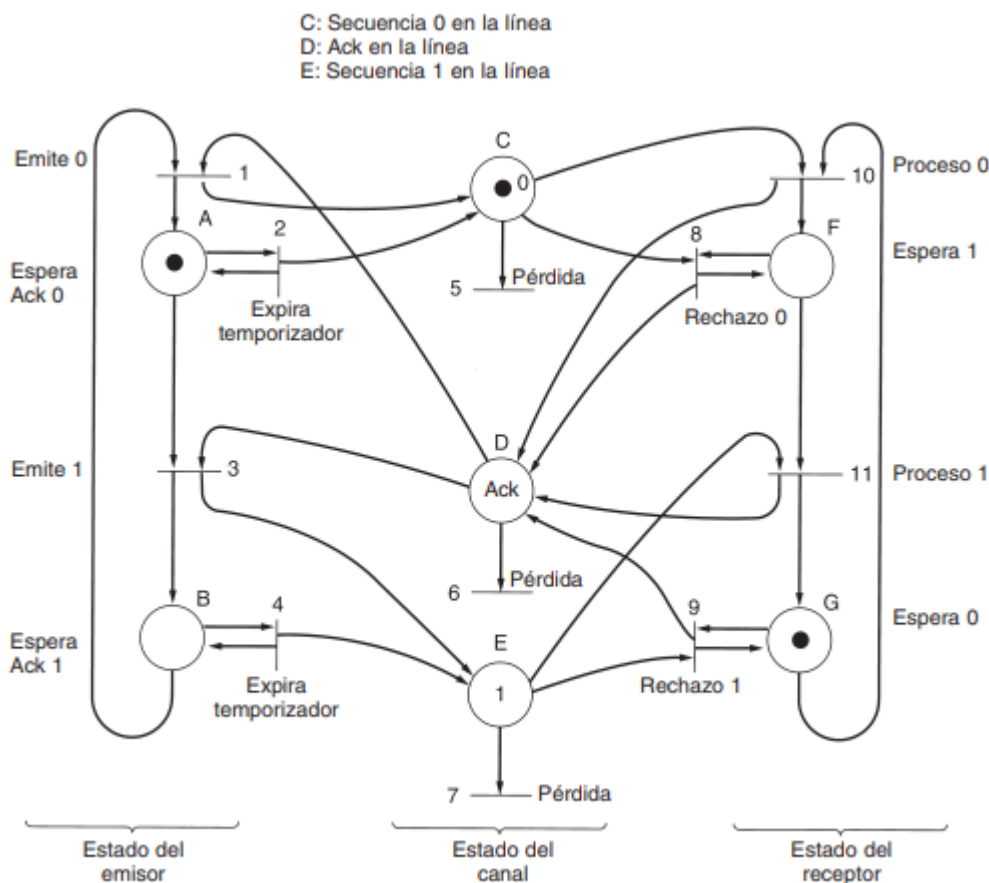 C: Secuencia 0 en la línea
D: Ack en la línea
E: Secuencia 1 en la línea
Emite 0
1
C
0
Proceso 0
10
A
2
8
F
Espera
Ack 0
Espera 1
Expira
temporizador
5
Pérdida
Rechazo 0
D
Emite 1
3
Ack
11
Proceso 1
6
Pérdida
B
4
9
G
Espera
Ack 1
E
1
Espera 0
Expira
temporizador
Rechazo 1
7
Pérdida
Estado del
emisor
Estado del
canal
Estado del
receptor